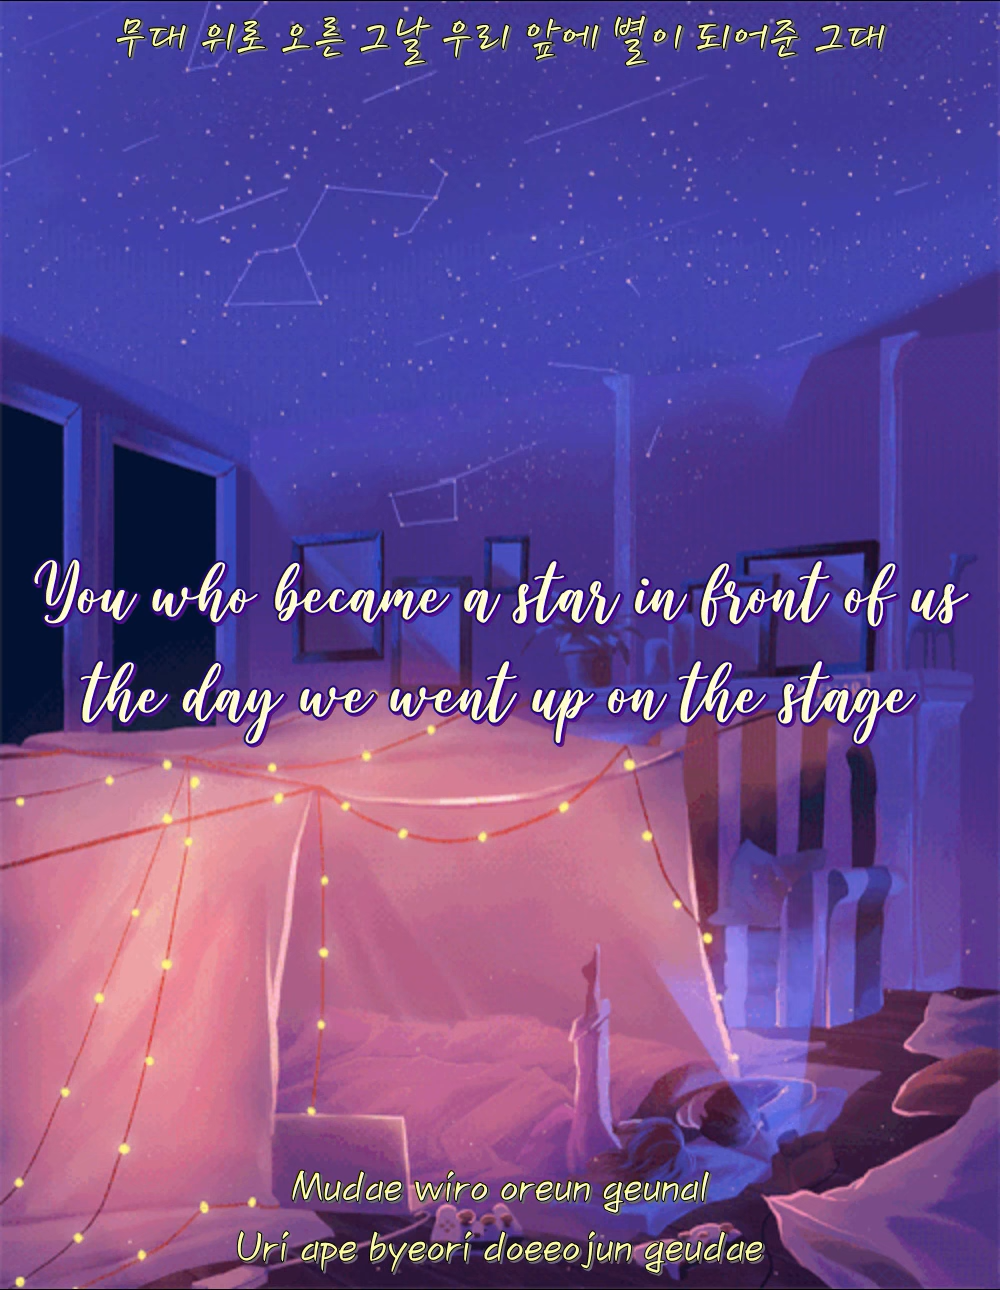 무대 위로 오른 그날 우리 앞에 별이 되어준 그대
You who became a star in front of us
the day we went up on the stage
Mudae wiro oreun geunal
Uri ape byeori doeeojun geudae